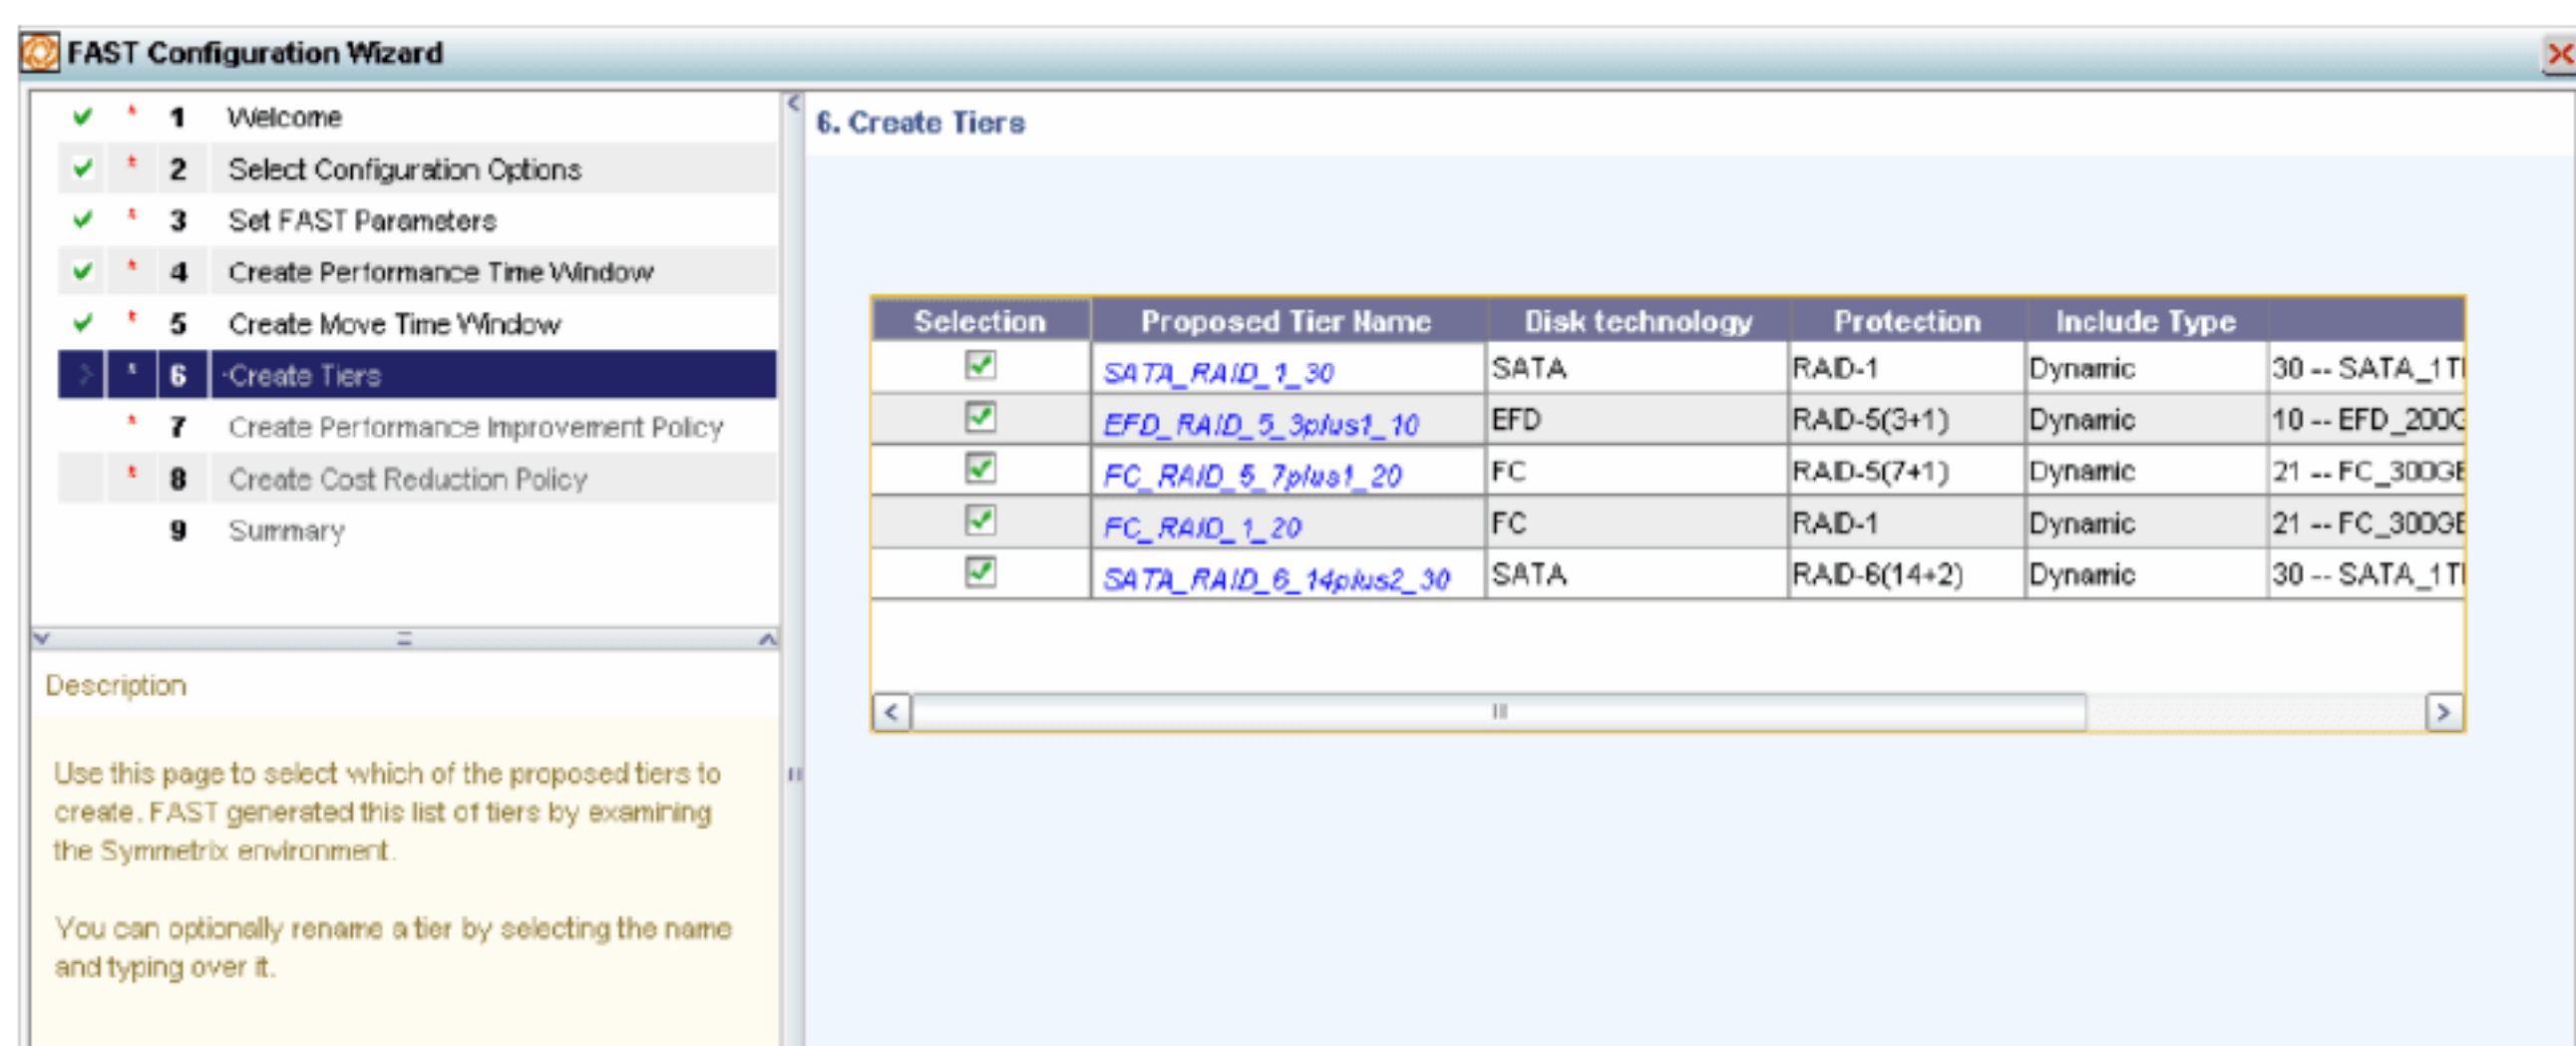 FAST Configuration Wizard
* 1 Welcome
* 2 Select Configuration Options
* 3 Set FAST Parameters
* 4 Create Performance Time Window
* 5 Create Move Time Window
* 6 Create Tiers
* 7 Create Performance Improvement Policy
* 8 Create Cost Reduction Policy
9 Summary
Description
Use this page to select which of the proposed tiers to
create. FAST generated this list of tiers by examining
the Symmetrix environment.
You can optionally rename a tier by selecting the name
and typing over it.
6. Create Tiers
Selection Proposed Tier Name Disk technology Protection Include Type
SATA_RAID_1_30 SATA RAID-1 Dynamic 30 -- SATA_1T
EFD_RAID_5_3plus1_10 EFD RAID-5(3+1) Dynamic 10 -- EFD_200G
FC_RAID_5_7plus1_20 FC RAID-5(7+1) Dynamic 21 -- FC_300GB
FC_RAID_1_20 FC RAID-1 Dynamic 21 -- FC_300GB
SATA_RAID_6_14plus2_30 SATA RAID-6(14+2) Dynamic 30 -- SATA_1T